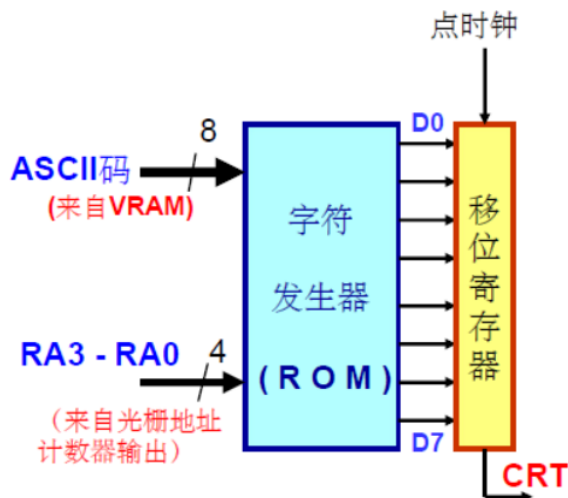 点时钟
D0
8
ASCII码
(来自VRAM)
字符
发生器
(ROM)
移位寄存器
RA3 - RA0
4
（来自光栅地址
计数器输出）
D7
CRT